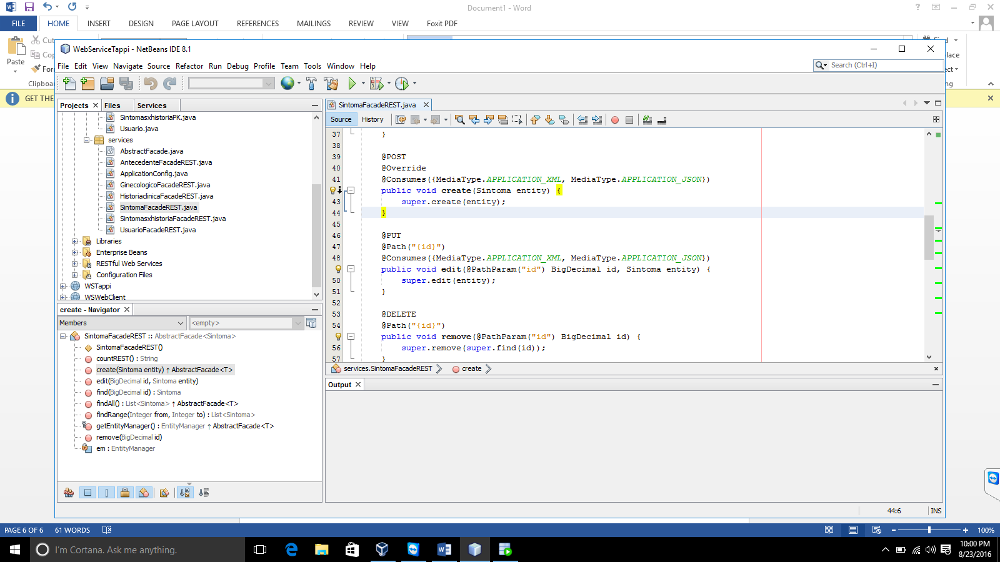 Document1 - Word
FILE HOME INSERT DESIGN PAGE LAYOUT REFERENCES MAILINGS REVIEW VIEW Foxit PDF
Paste
Clipboar
GET THE
WebServiceTappi - NetBeans IDE 8.1
File Edit View Navigate Source Refactor Run Debug Profile Team Tools Window Help
Search (Ctrl+I)
Projects Files Services
SintomasxhistoriaPK.java
Usuario.java
services
AbstractFacade.java
AntecedenteFacadeREST.java
ApplicationConfig.java
GinecologicoFacadeREST.java
HistoriaclinicaFacadeREST.java
SintomaFacadeREST.java
SintomasxhistoriaFacadeREST.java
UsuarioFacadeREST.java
Libraries
Enterprise Beans
RESTful Web Services
Configuration Files
WSTappi
WSWebClient
create - Navigator
Members <empty>
SintomaFacadeREST :: AbstractFacade<Sintoma>
SintomaFacadeREST()
countREST() : String
create(Sintoma entity) ↑ AbstractFacade<T>
edit(BigDecimal id, Sintoma entity)
find(BigDecimal id) : Sintoma
findAll() : List<Sintoma> ↑ AbstractFacade<T>
findRange(Integer from, Integer to) : List<Sintoma>
getEntityManager() : EntityManager ↑ AbstractFacade<T>
remove(BigDecimal id)
em : EntityManager
SintomaFacadeREST.java
Source History
37 }
38
39 @POST
40 @Override
41 @Consumes({MediaType.APPLICATION_XML, MediaType.APPLICATION_JSON})
public void create(Sintoma entity) {
43 super.create(entity);
44 }
45
46 @PUT
47 @Path("{id}")
48 @Consumes({MediaType.APPLICATION_XML, MediaType.APPLICATION_JSON})
public void edit(@PathParam("id") BigDecimal id, Sintoma entity) {
50 super.edit(entity);
51 }
52
53 @DELETE
54 @Path("{id}")
public void remove(@PathParam("id") BigDecimal id) {
56 super.remove(super.find(id));
57 }
services.SintomaFacadeREST create
Output
44:6 INS
PAGE 6 OF 6 61 WORDS 100%
I'm Cortana. Ask me anything.
10:00 PM
8/23/2016